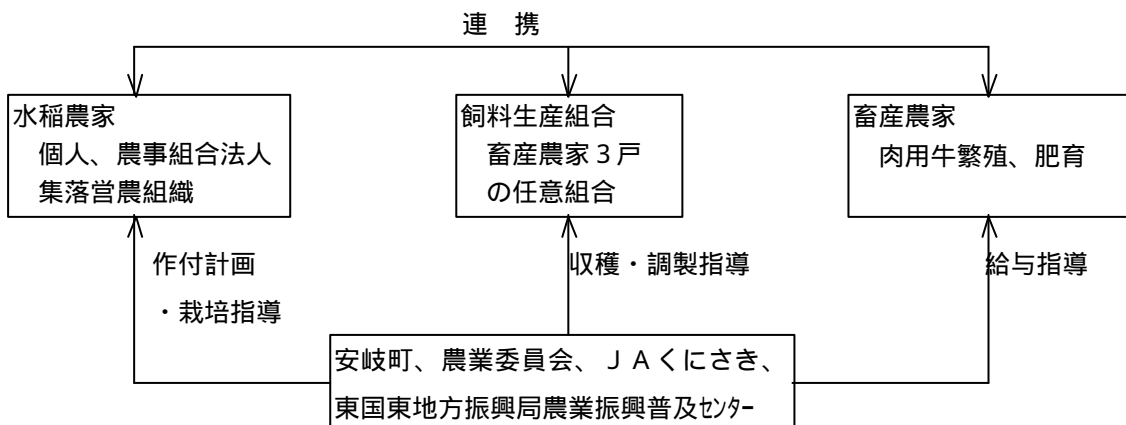 連　携
水稲農家
個人、農事組合法人
集落営農組織
飼料生産組合
畜産農家３戸
の任意組合
畜産農家
肉用牛繁殖、肥育
作付計画
・栽培指導
収穫・調製指導
給与指導
安岐町、農業委員会、ＪＡくにさき、
東国東地方振興局農業振興普及ｾﾝﾀｰ